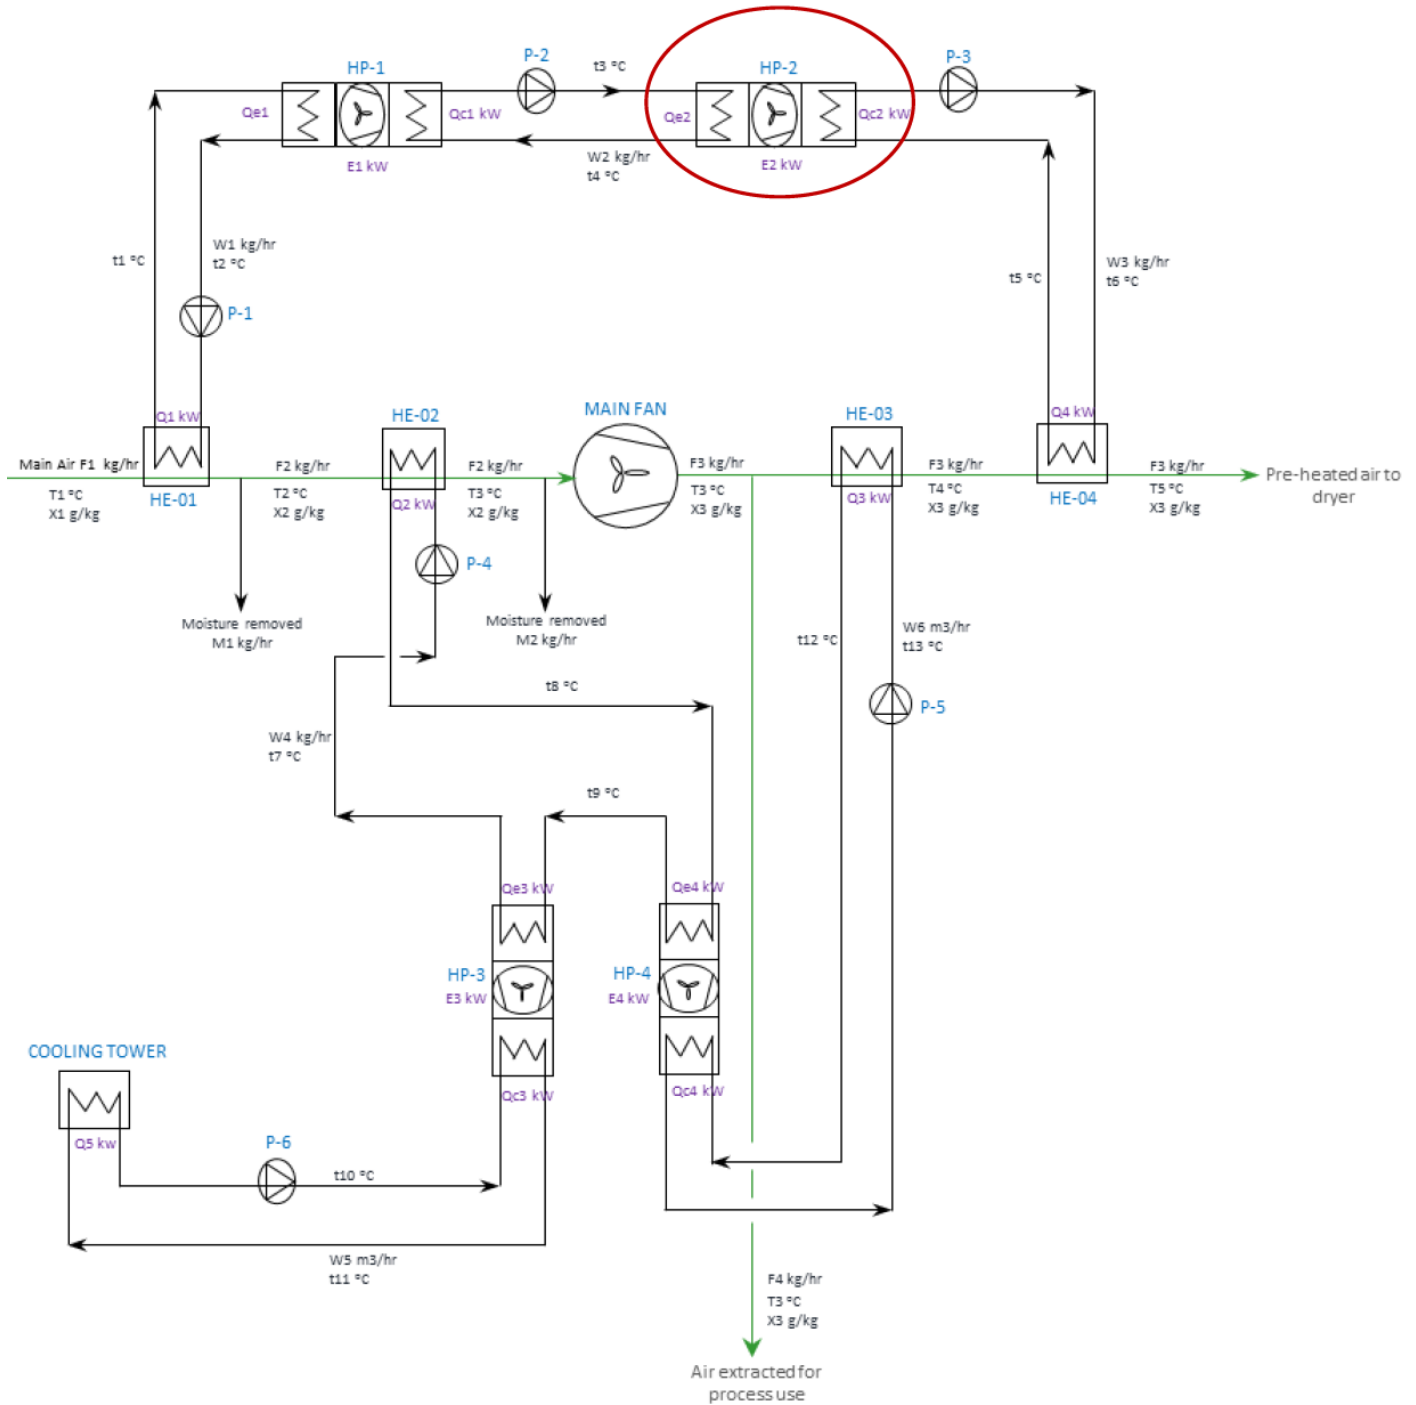 P-2
P-3
HP-1
t3 °C
HP-2
Qe1
Qc1 kW
Qe2
Qc2 kW
E1 kW
W2 kg/hr
t4 °C
E2 kW
t1 °C
W1 kg/hr
t2 °C
t5 °C
W3 kg/hr
t6 °C
P-1
Q1 kW
HE-02
MAIN FAN
HE-03
Q4 kW
Main Air F1 kg/hr
F2 kg/hr
F2 kg/hr
F3 kg/hr
F3 kg/hr
F3 kg/hr
Pre-heated air to
dryer
T1 °C
X1 g/kg
HE-01
T2 °C
X2 g/kg
Q2 kW
T3 °C
X2 g/kg
T3 °C
X3 g/kg
Q3 kW
T4 °C
X3 g/kg
HE-04
T5 °C
X3 g/kg
P-4
Moisture removed
M1 kg/hr
Moisture removed
M2 kg/hr
t12 °C
W6 m3/hr
t13 °C
t8 °C
P-5
W4 kg/hr
t7 °C
t9 °C
Qe3 kW
Qe4 kW
HP-3
E3 kW
HP-4
E4 kW
COOLING TOWER
Qc3 kW
Qc4 kW
Q5 kw
P-6
t10 °C
W5 m3/hr
t11 °C
F4 kg/hr
T3 °C
X3 g/kg
Air extracted for
process use